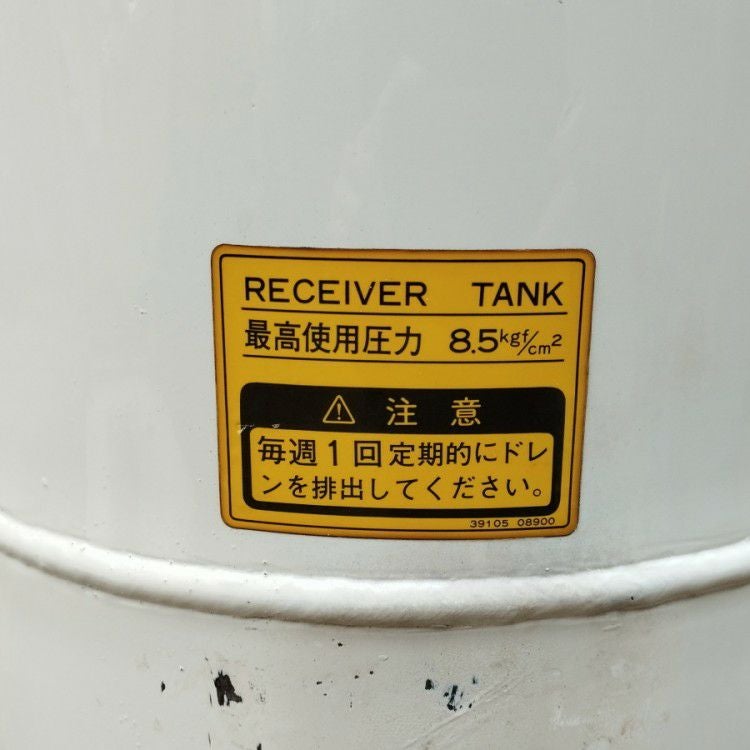 RECEIVER TANK
最高使用圧力 8.5kgf/cm²
⚠ 注意
毎週1回定期的にドレ
ンを排出してください。
39105 08900